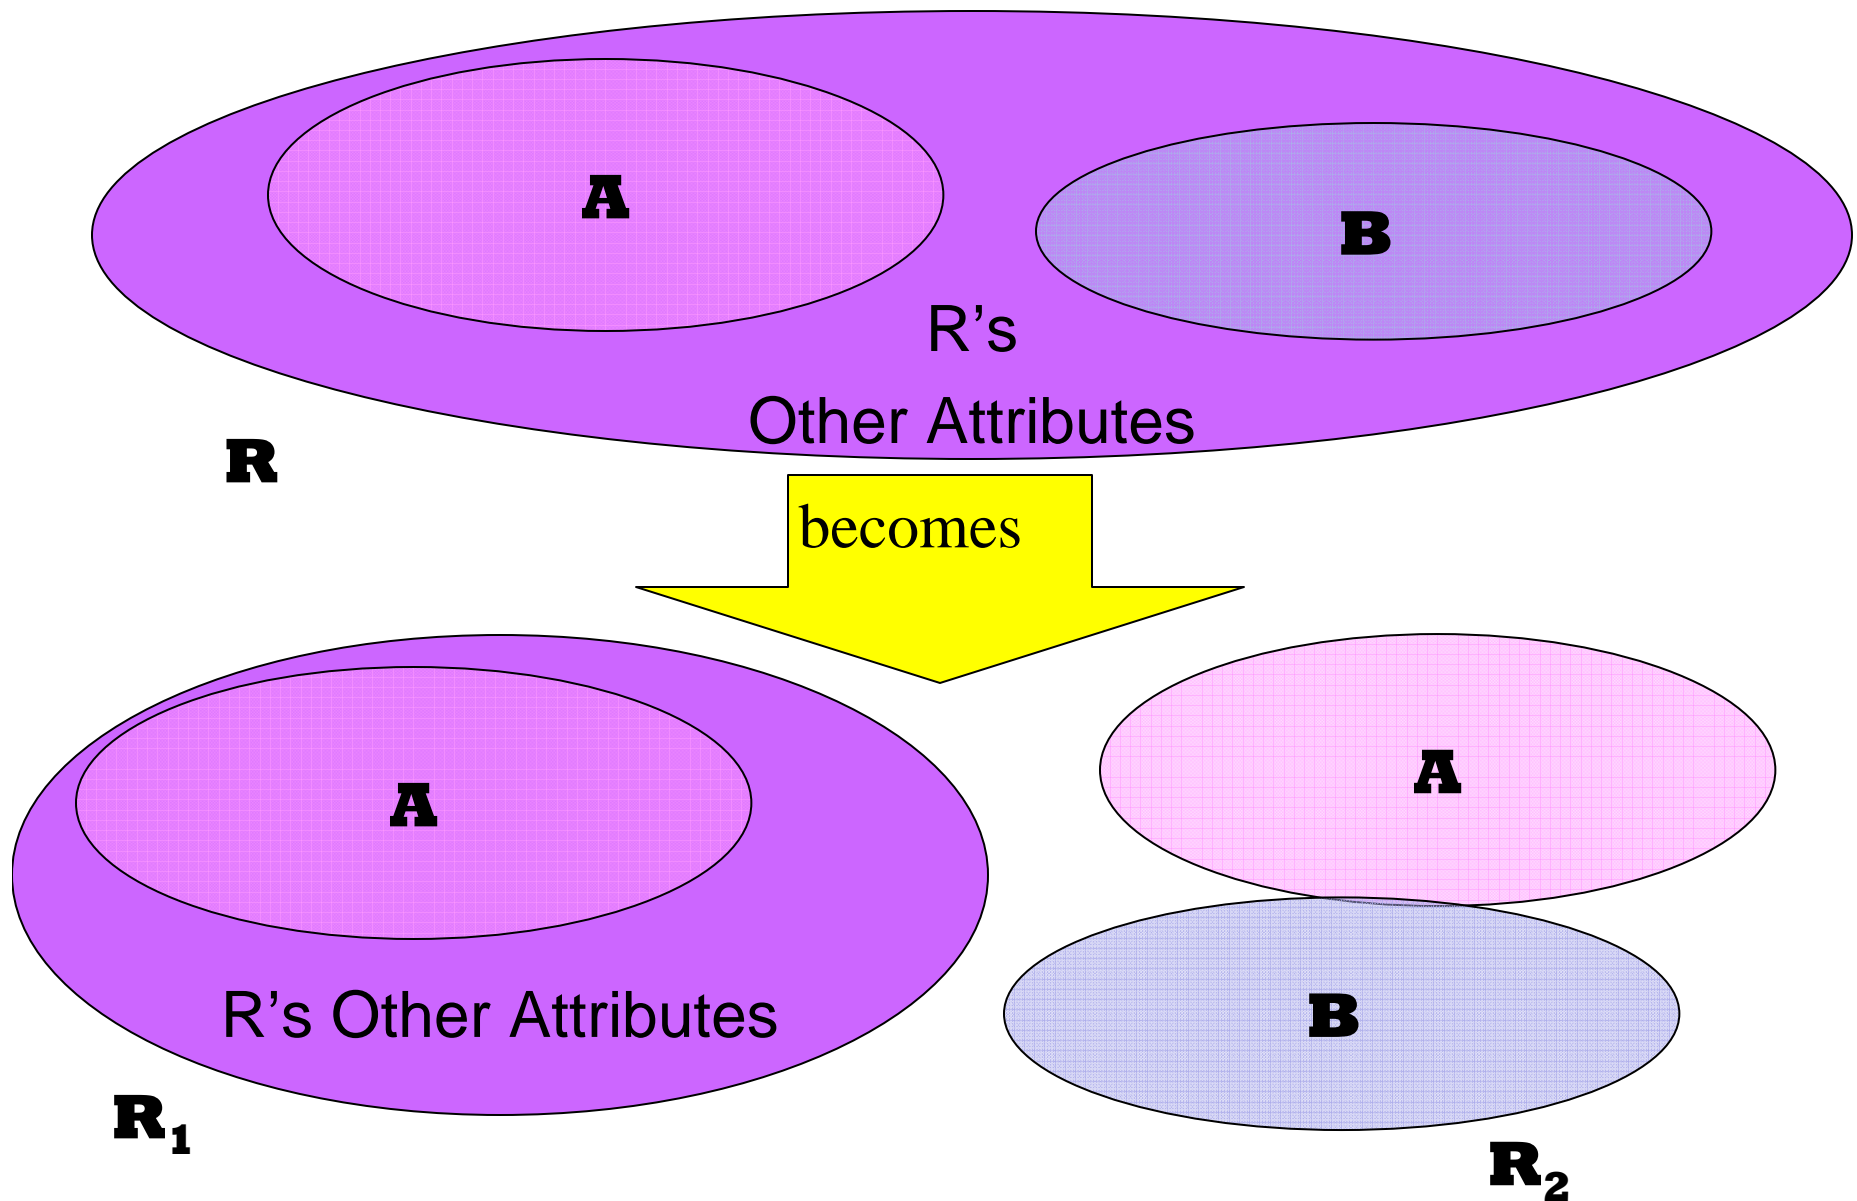 A
B
R's
Other Attributes
R
becomes
A
A
R's Other Attributes
B
R1
R2